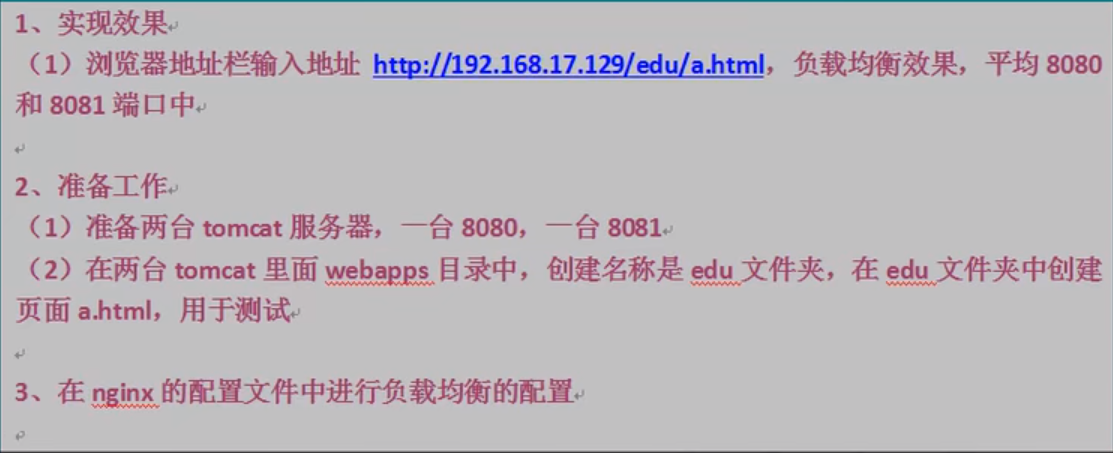 1、实现效果
（1）浏览器地址栏输入地址 http://192.168.17.129/edu/a.html，负载均衡效果，平均 8080
和 8081 端口中
2、准备工作
（1）准备两台 tomcat 服务器，一台 8080，一台 8081
（2）在两台 tomcat 里面 webapps 目录中，创建名称是 edu 文件夹，在 edu 文件夹中创建
页面 a.html，用于测试
3、在 nginx 的配置文件中进行负载均衡的配置